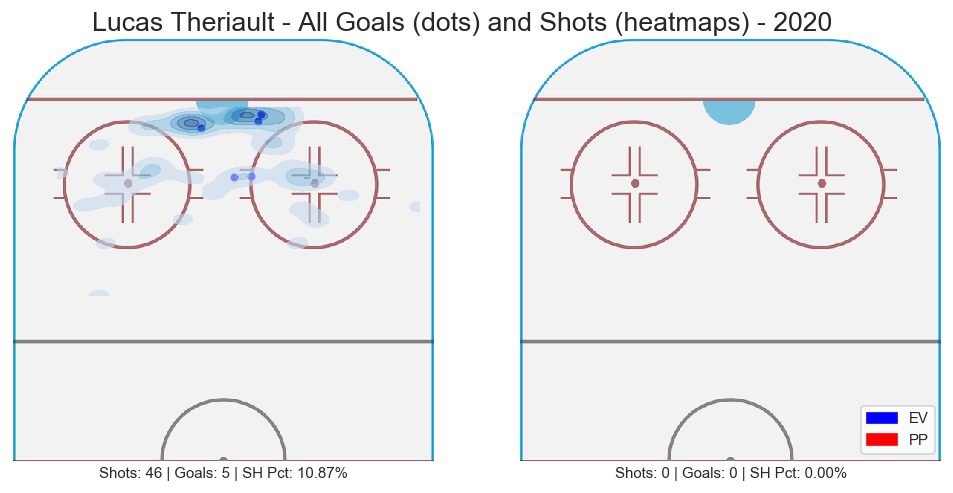 Lucas Theriault - All Goals (dots) and Shots (heatmaps) - 2020
EV
PP
Shots: 46 | Goals: 5 | SH Pct: 10.87%
Shots: 0 | Goals: 0 | SH Pct: 0.00%